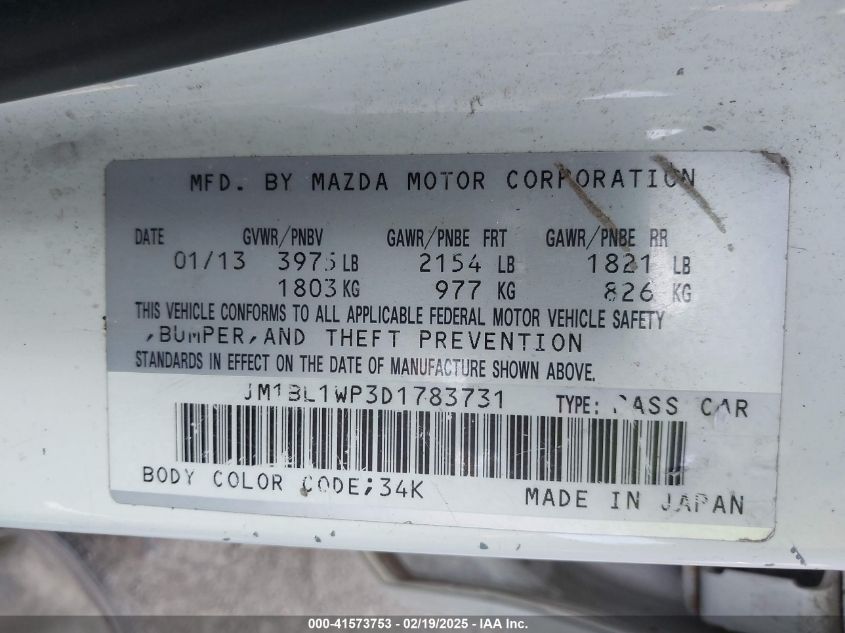 MFD. BY MAZDA MOTOR CORPORATION
DATE GVWR/PNBV GAWR/PNBE FRT GAWR/PNBE RR
01/13 3975 LB 2154 LB 1821 LB
1803 KG 977 KG 826 KG
THIS VEHICLE CONFORMS TO ALL APPLICABLE FEDERAL MOTOR VEHICLE SAFETY
,BUMPER,AND THEFT PREVENTION
STANDARDS IN EFFECT ON THE DATE OF MANUFACTURE SHOWN ABOVE.
JM1BL1WP3D1783731 TYPE: PASS CAR
BODY COLOR CODE;34K MADE IN JAPAN
000-41573753 - 02/19/2025 - IAA Inc.